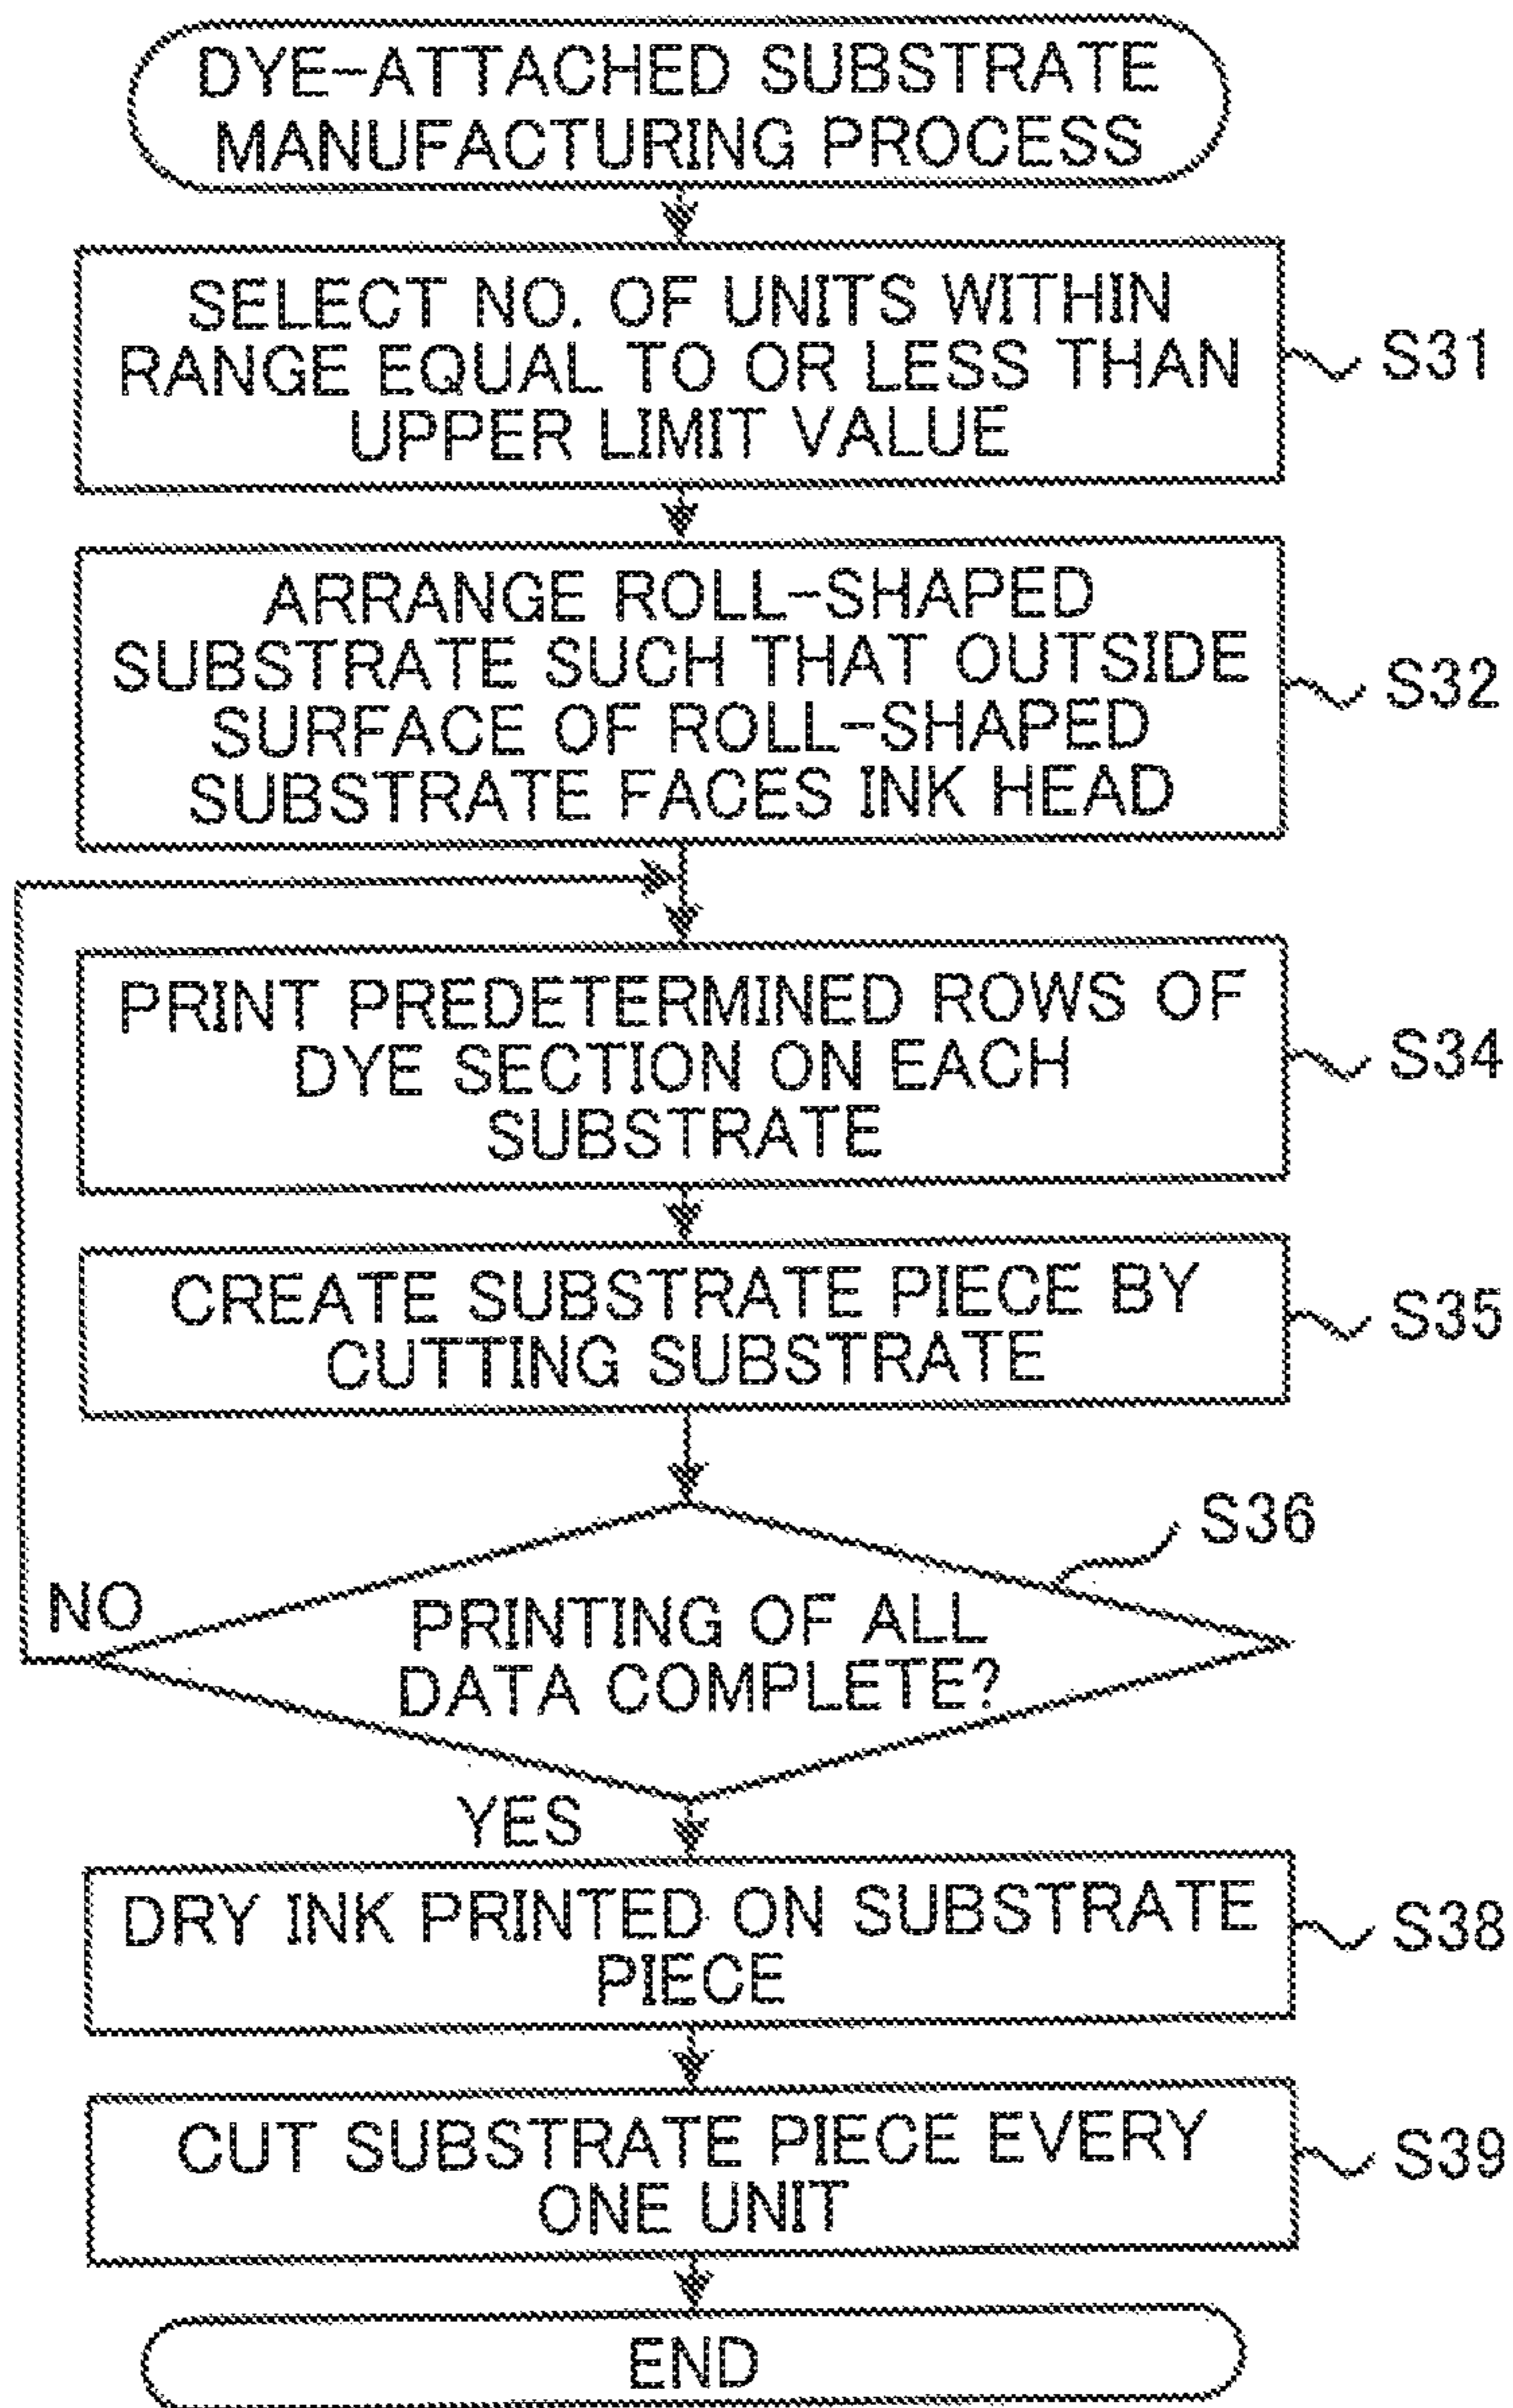 DYE-ATTACHED SUBSTRATE
MANUFACTURING PROCESS
SELECT NO. OF UNITS WITHIN
RANGE EQUAL TO OR LESS THAN
UPPER LIMIT VALUE
S31
ARRANGE ROLL-SHAPED
SUBSTRATE SUCH THAT OUTSIDE
SURFACE OF ROLL-SHAPED
SUBSTRATE FACES INK HEAD
S32
PRINT PREDETERMINED ROWS OF
DYE SECTION ON EACH
SUBSTRATE
S34
CREATE SUBSTRATE PIECE BY
CUTTING SUBSTRATE
S35
S36
NO
PRINTING OF ALL
DATA COMPLETE?
YES
DRY INK PRINTED ON SUBSTRATE
PIECE
S38
CUT SUBSTRATE PIECE EVERY
ONE UNIT
S39
END